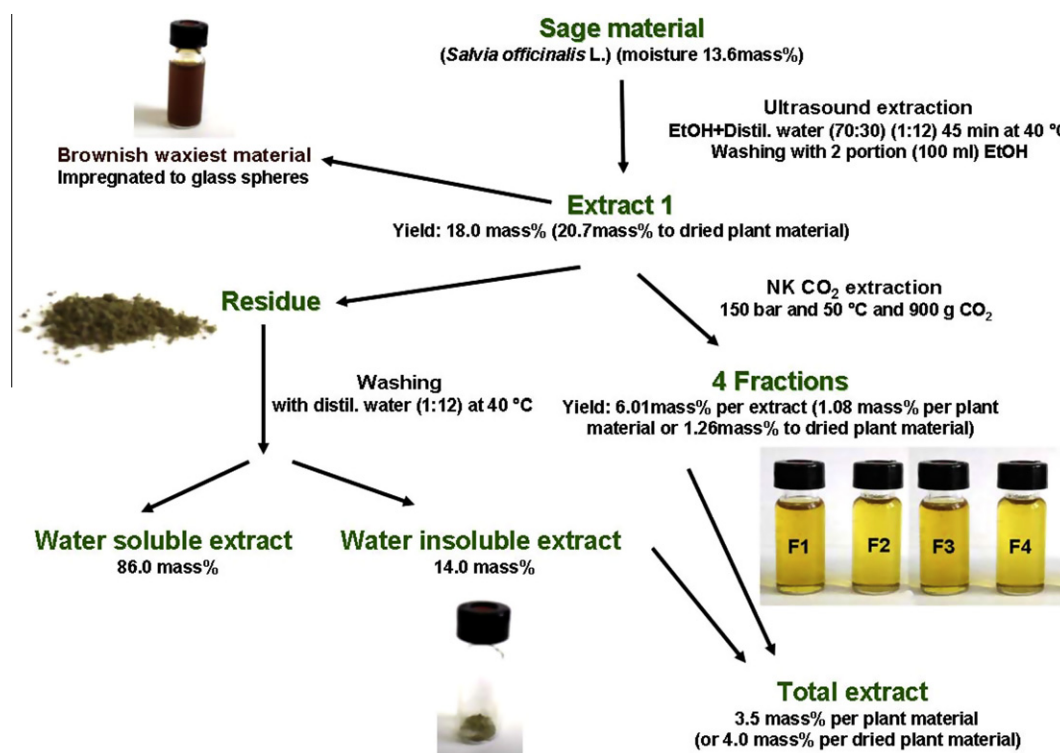 Sage material
(Salvia officinalis L.) (moisture 13.6mass%)
Ultrasound extraction
EtOH+Distil. water (70:30) (1:12) 45 min at 40 °C
Washing with 2 portion (100 ml) EtOH
Brownish waxiest material
Impregnated to glass spheres
Extract 1
Yield: 18.0 mass% (20.7mass% to dried plant material)
NK CO₂ extraction
150 bar and 50 °C and 900 g CO₂
Residue
Washing
with distil. water (1:12) at 40 °C
4 Fractions
Yield: 6.01mass% per extract (1.08 mass% per plant
material or 1.26mass% to dried plant material)
F1
F2
F3
F4
Water soluble extract
86.0 mass%
Water insoluble extract
14.0 mass%
Total extract
3.5 mass% per plant material
(or 4.0 mass% per dried plant material)